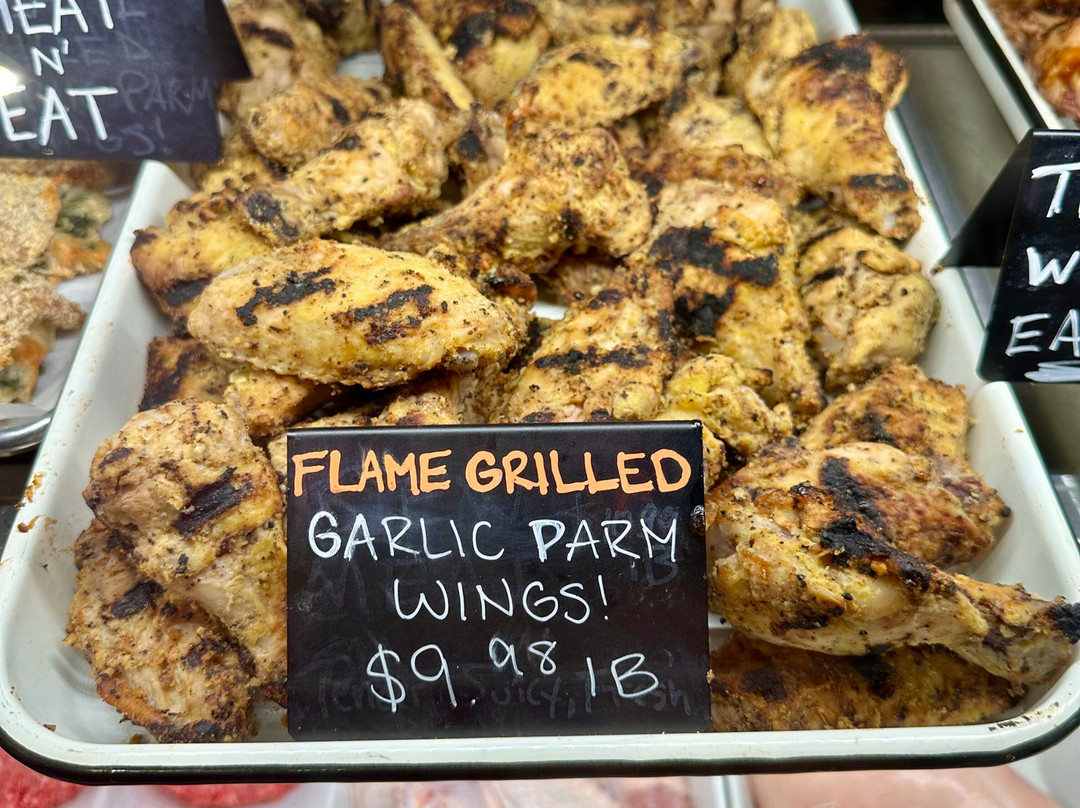 EAT
N'
EAT
FLAME GRILLED
GARLIC PARM
WINGS!
$9.98 lB
T
W
EA